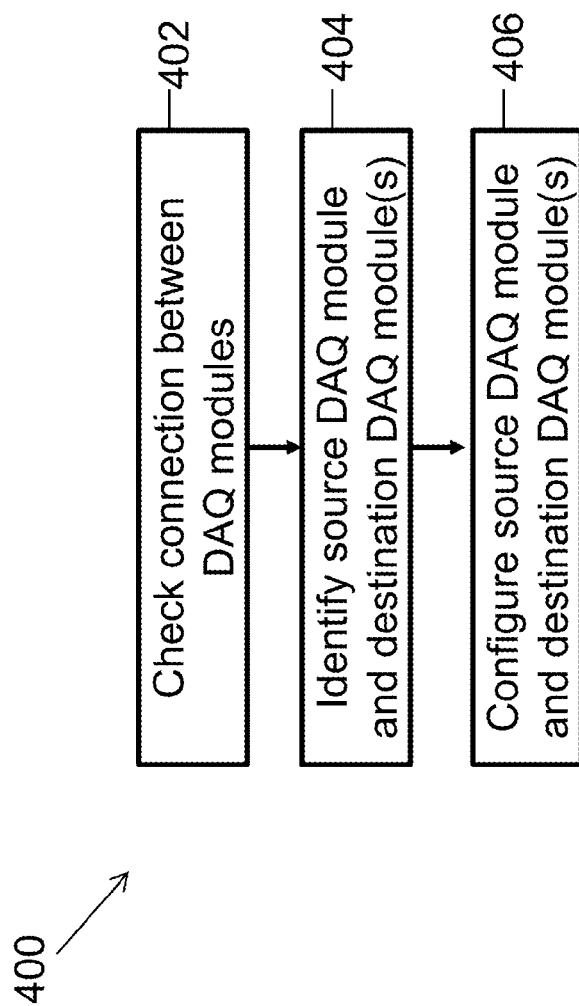 400
Check connection between
DAQ modules
402
Identify source DAQ module
and destination DAQ module(s)
404
Configure source DAQ module
and destination DAQ module(s)
406